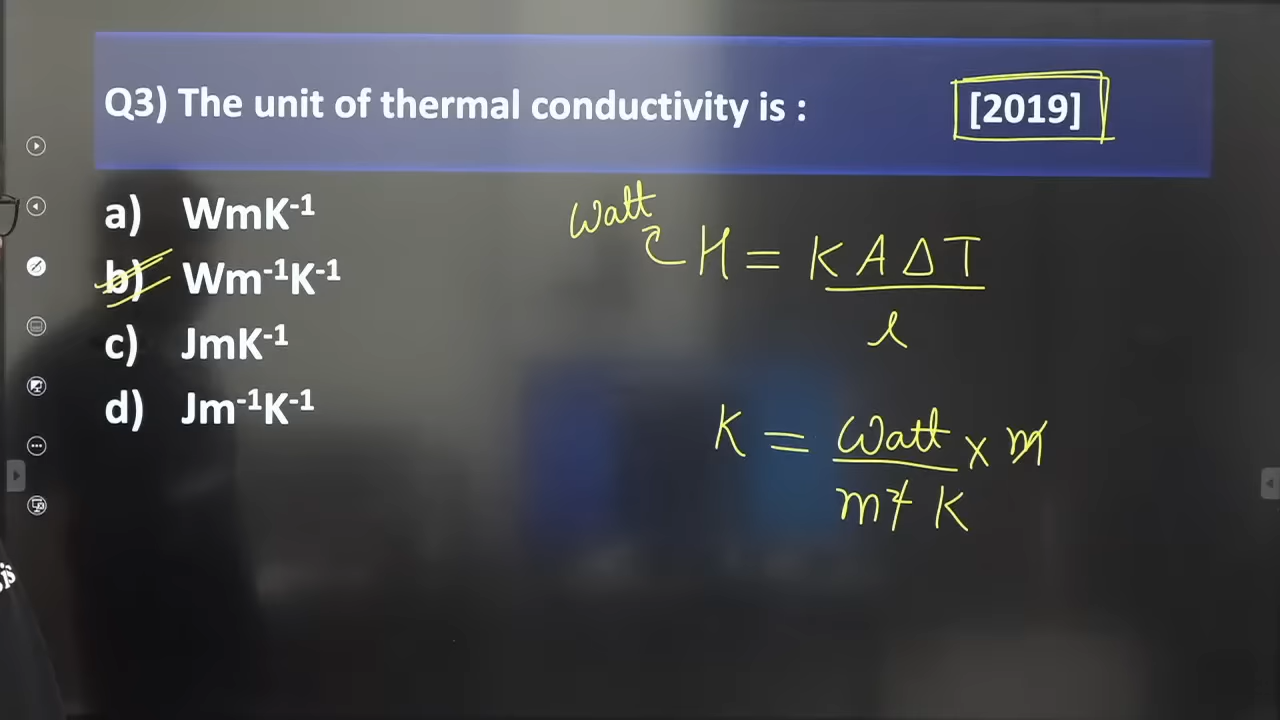 Q3) The unit of thermal conductivity is : [2019]
a) WmK⁻¹
b) Wm⁻¹K⁻¹
c) JmK⁻¹
d) Jm⁻¹K⁻¹
Watt
H = K A Δ T
l
K = Watt x m
m² K
is